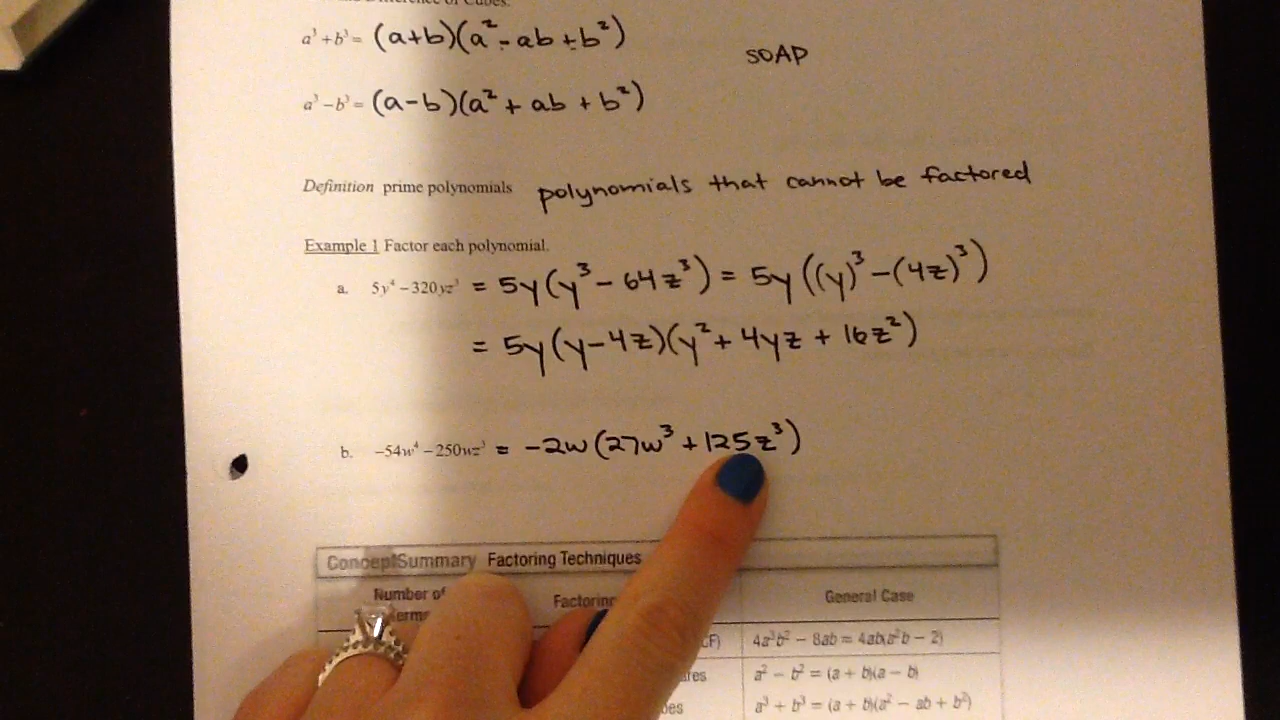 Difference of Cubes:
a³ + b³ = (a+b)(a² - ab + b²)
SOAP
a³ - b³ = (a-b)(a² + ab + b²)
Definition prime polynomials polynomials that cannot be factored
Example 1 Factor each polynomial.
a. 5y⁴ - 320yz³ = 5y(y³ - 64z³) = 5y((y)³ - (4z)³)
= 5y(y - 4z)(y² + 4yz + 16z²)
b. -54w⁴ - 250wz³ = -2w(27w³ + 125z³)
ConceptSummary Factoring Techniques
Number of
General Case
4a³b² - 8ab = 4ab(a²b - 2)
a² - b² = (a + b)(a - b)
a³ + b³ = (a + b)(a² - ab + b²)